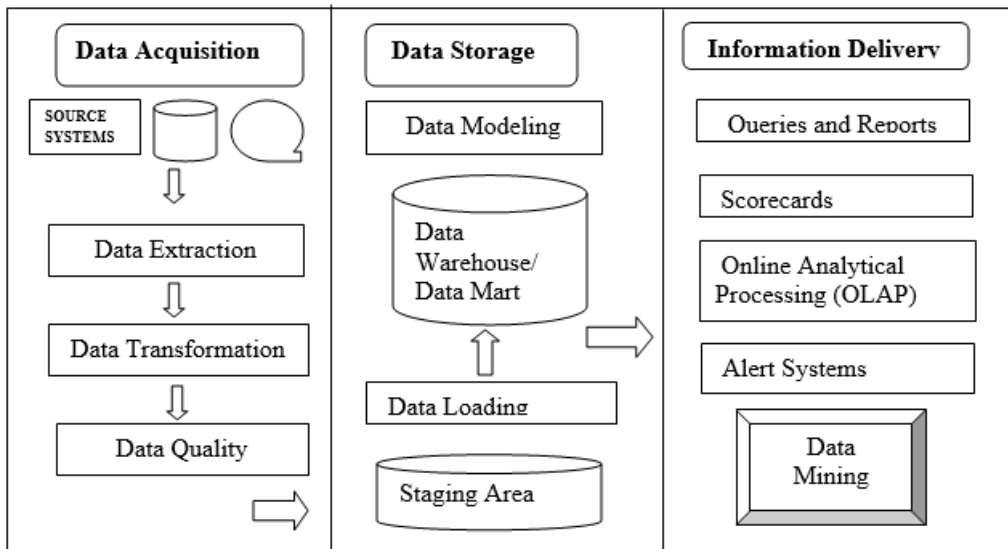 Data Acquisition
SOURCE
SYSTEMS
Data Extraction
Data Transformation
Data Quality
Data Storage
Data Modeling
Data
Warehouse/
Data Mart
Data Loading
Staging Area
Information Delivery
Queries and Reports
Scorecards
Online Analytical
Processing (OLAP)
Alert Systems
Data
Mining